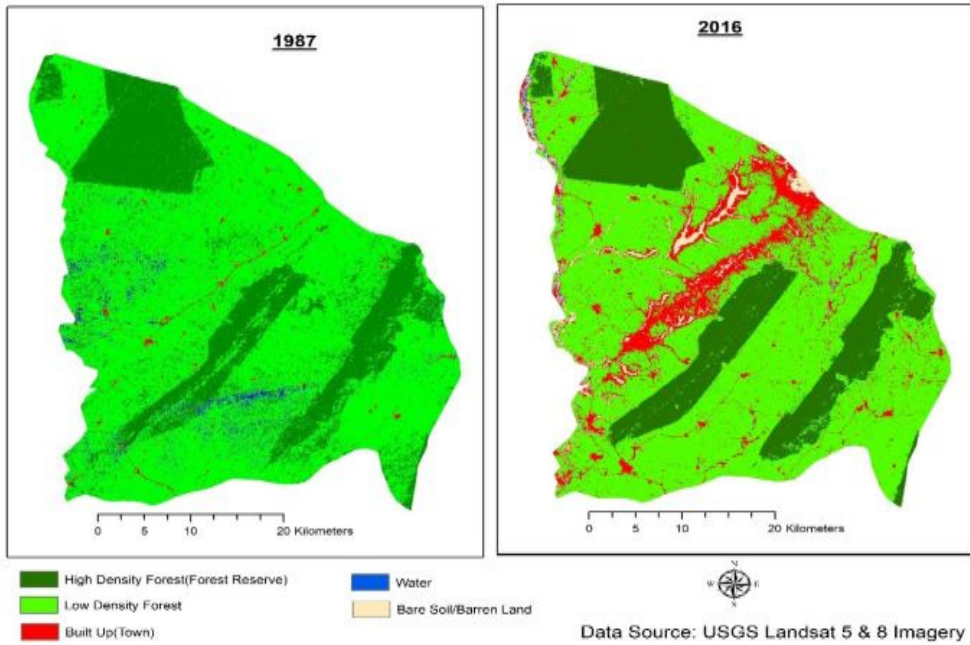 1987
2016
0 5 10 20 Kilometers
0 5 10 20 Kilometers
High Density Forest(Forest Reserve)
Low Density Forest
Built Up(Town)
Water
Bare Soil/Barren Land
N
W E
S
Data Source: USGS Landsat 5 & 8 Imagery